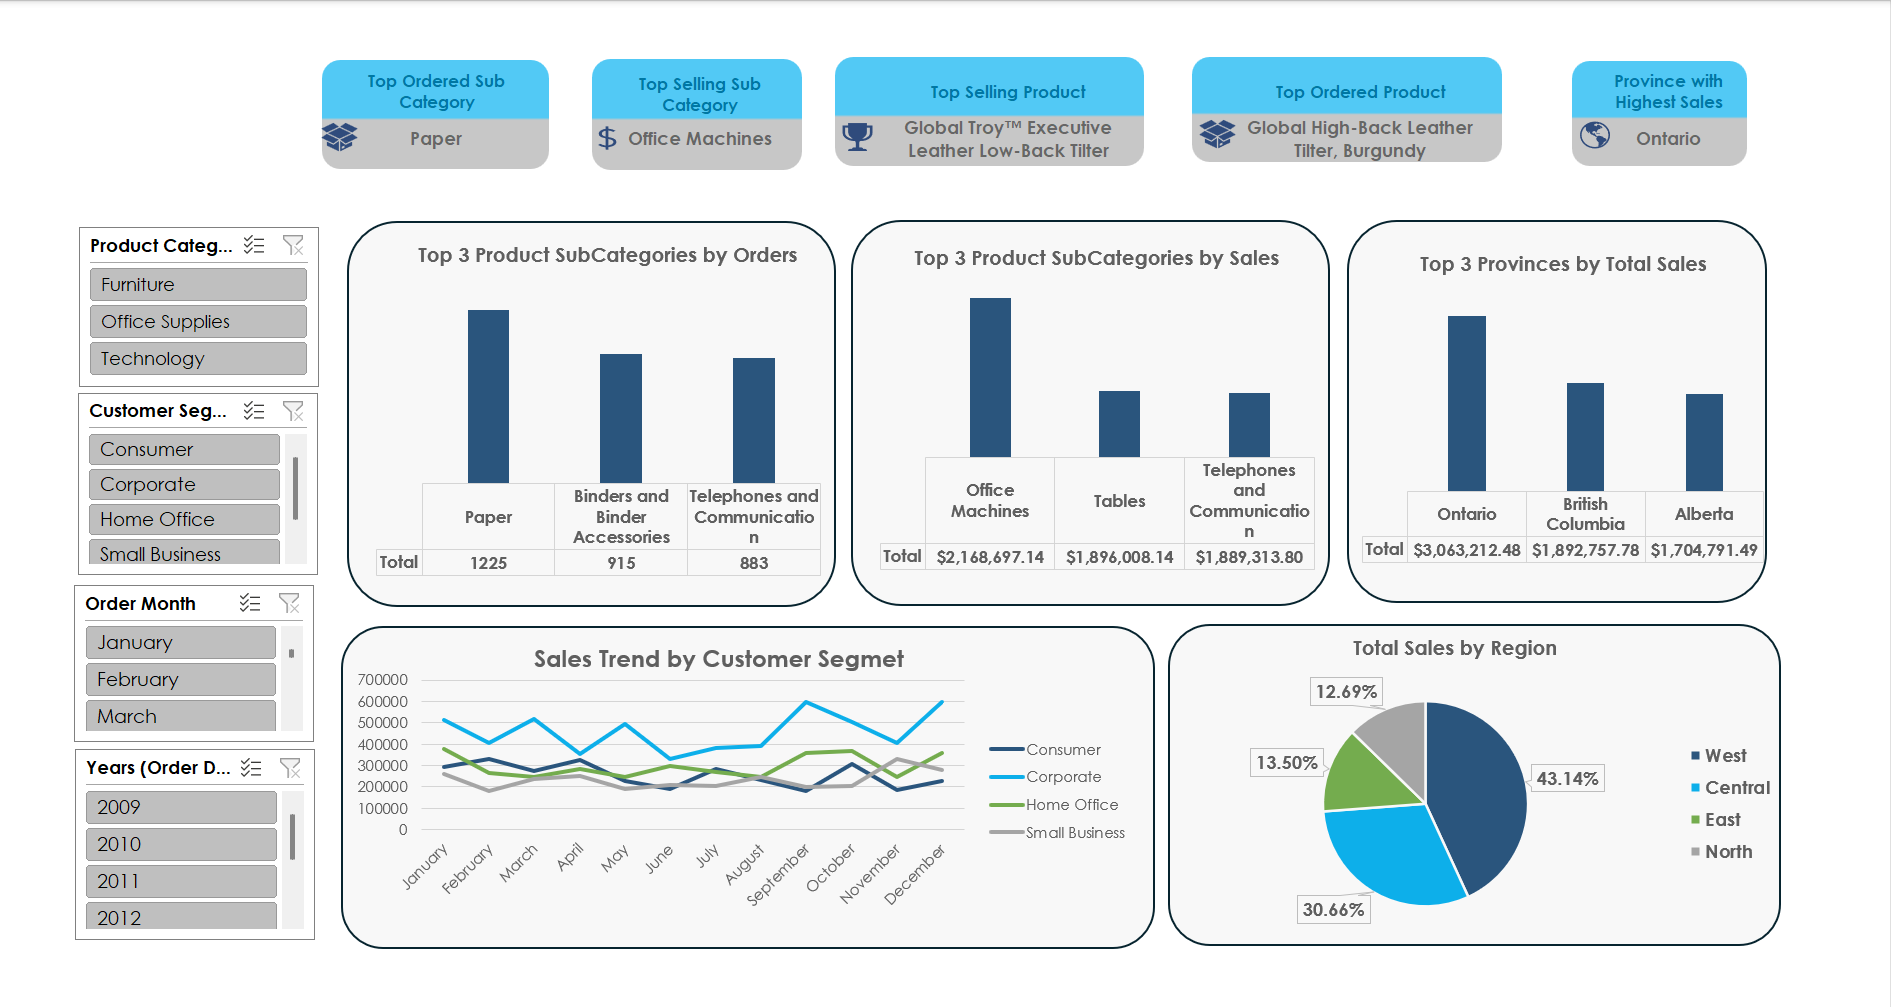 Top Ordered Sub
Category
Paper
Top Selling Sub
Category
$ Office Machines
Top Selling Product
Global Troy™ Executive
Leather Low-Back Tilter
Top Ordered Product
Global High-Back Leather
Tilter, Burgundy
Province with
Highest Sales
Ontario
Product Categ...
Furniture
Office Supplies
Technology
Customer Seg...
Consumer
Corporate
Home Office
Small Business
Order Month
January
February
March
Years (Order D...
2009
2010
2011
2012
Top 3 Product SubCategories by Orders
Paper
Binders and
Binder
Accessories
Telephones and
Communicatio
n
Total 1225 915 883
Top 3 Product SubCategories by Sales
Office
Machines
Tables
Telephones
and
Communicatio
n
Total $2,168,697.14 $1,896,008.14 $1,889,313.80
Top 3 Provinces by Total Sales
Ontario
British
Columbia
Alberta
Total $3,063,212.48 $1,892,757.78 $1,704,791.49
Sales Trend by Customer Segmet
700000
600000
500000
400000
300000
200000
100000
0
January
February
March
April
May
June
July
August
September
October
November
December
Consumer
Corporate
Home Office
Small Business
Total Sales by Region
12.69%
13.50%
43.14%
30.66%
West
Central
East
North